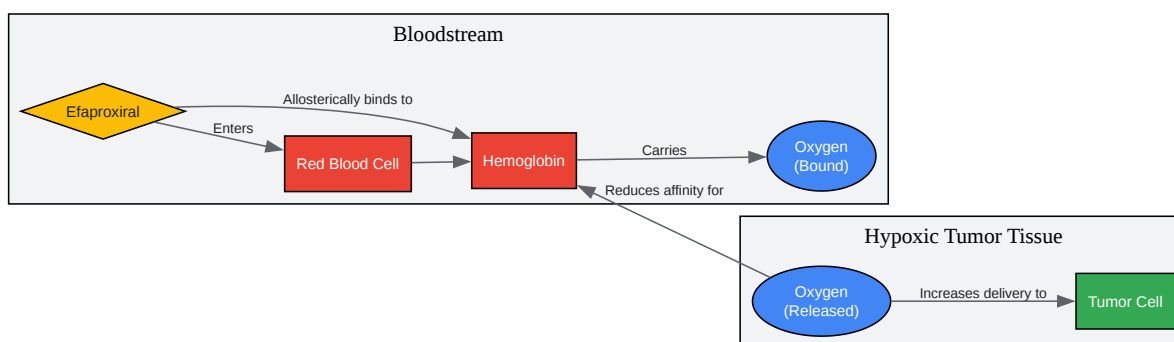 Bloodstream
Efaproxiral
Allosterically binds to
Enters
Red Blood Cell
Hemoglobin
Carries
Oxygen
(Bound)
Reduces affinity for
Hypoxic Tumor Tissue
Oxygen
(Released)
Increases delivery to
Tumor Cell